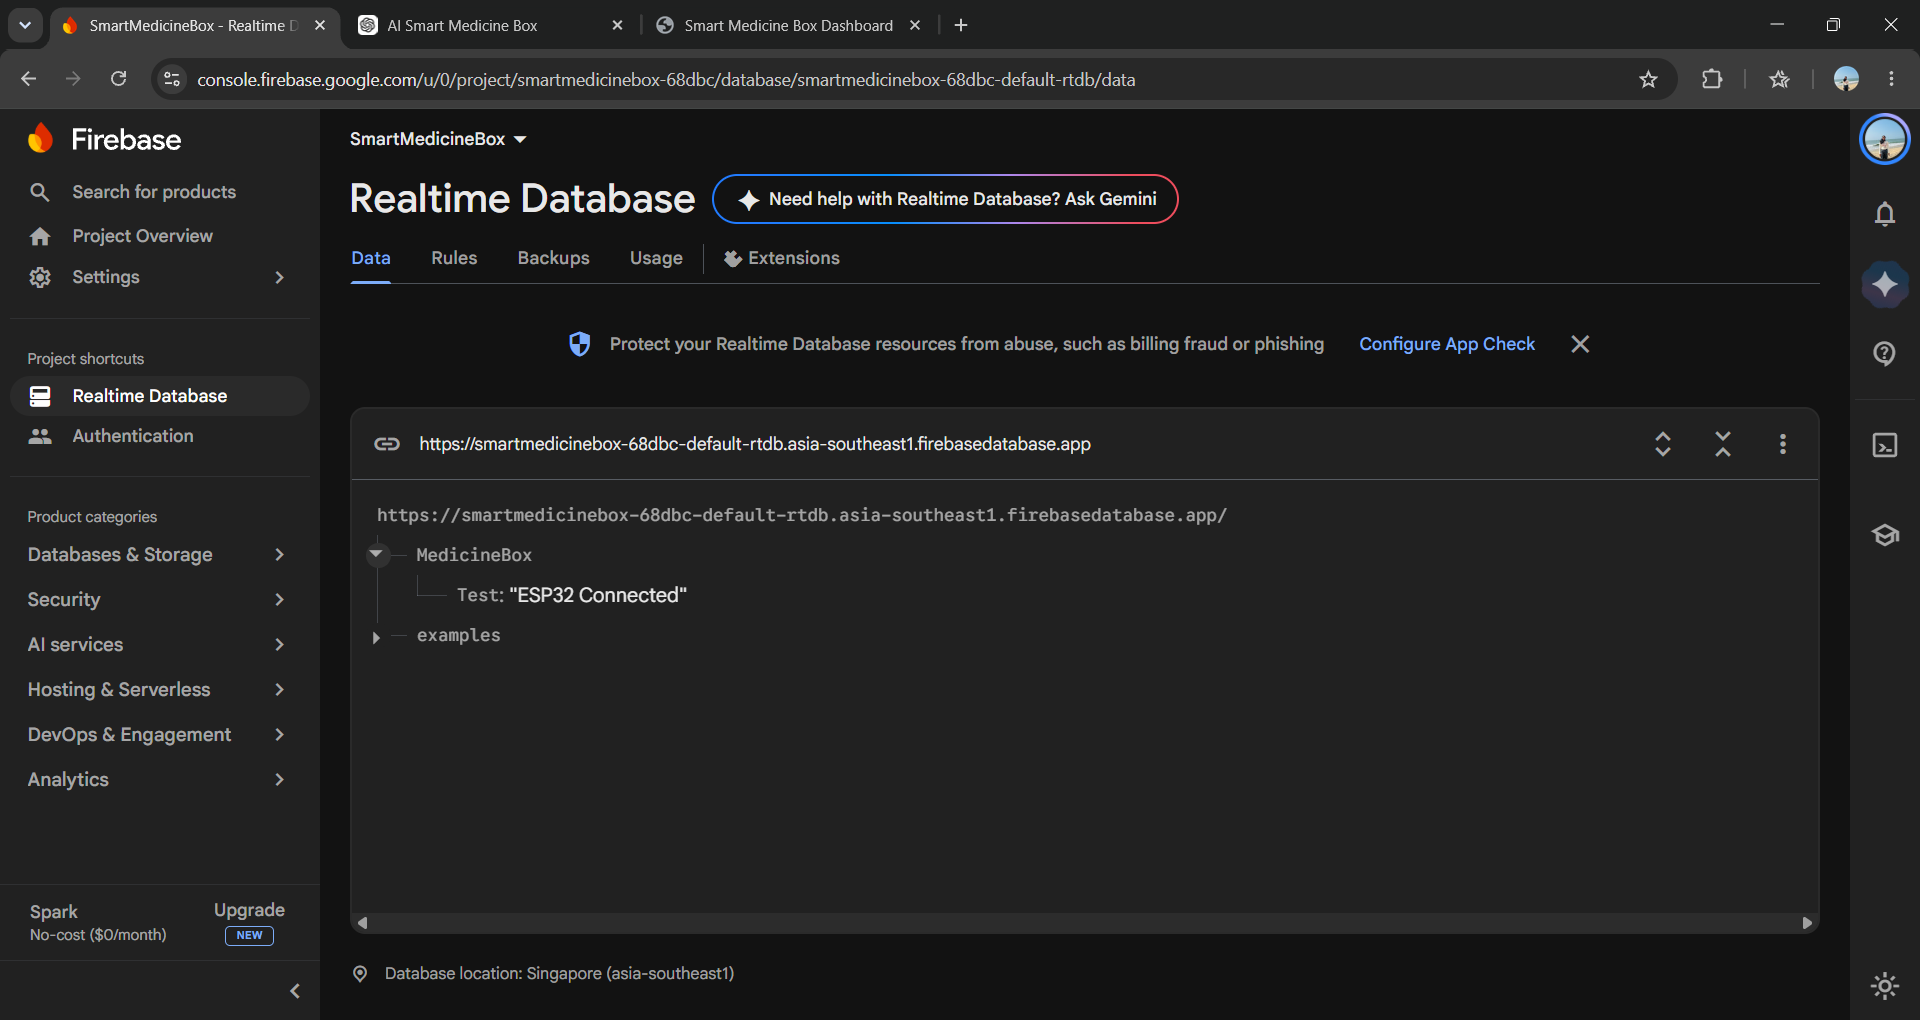 SmartMedicineBox - Realtime D
AI Smart Medicine Box
Smart Medicine Box Dashboard
console.firebase.google.com/u/0/project/smartmedicinebox-68dbc/database/smartmedicinebox-68dbc-default-rtdb/data
Firebase
Search for products
Project Overview
Settings
Project shortcuts
Realtime Database
Authentication
Product categories
Databases & Storage
Security
AI services
Hosting & Serverless
DevOps & Engagement
Analytics
Spark
No-cost ($0/month)
Upgrade
NEW
SmartMedicineBox
Realtime Database
Need help with Realtime Database? Ask Gemini
Data
Rules
Backups
Usage
Extensions
Protect your Realtime Database resources from abuse, such as billing fraud or phishing
Configure App Check
https://smartmedicinebox-68dbc-default-rtdb.asia-southeast1.firebasedatabase.app
https://smartmedicinebox-68dbc-default-rtdb.asia-southeast1.firebasedatabase.app/
MedicineBox
Test: "ESP32 Connected"
examples
Database location: Singapore (asia-southeast1)